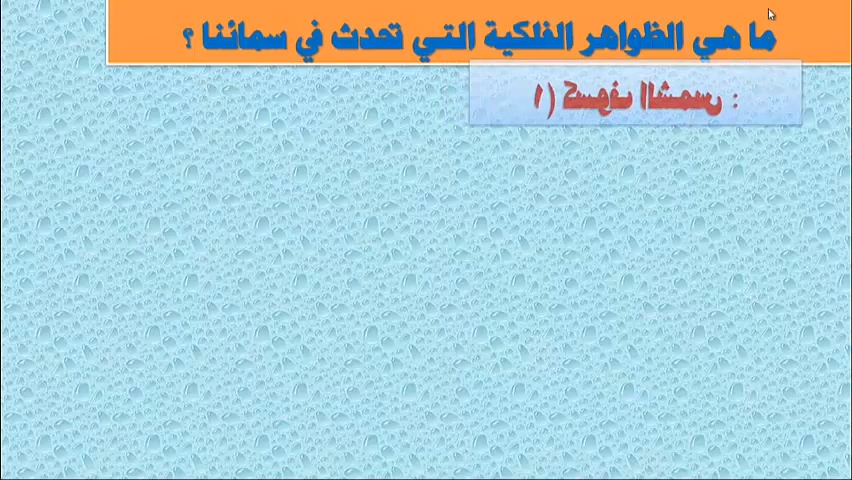 ما هي الظواهر الفلكية التي تحدث في سمائنا ؟
١) كسوف الشمس :